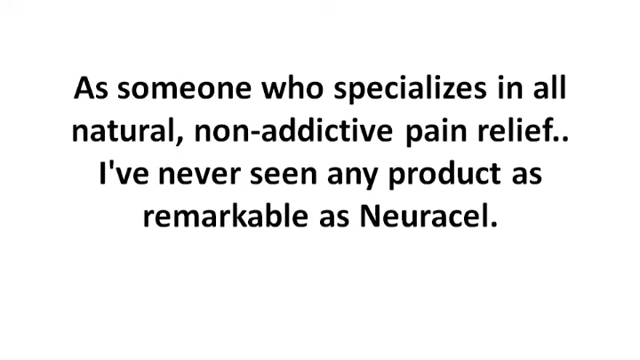 As someone who specializes in all
natural, non-addictive pain relief..
I've never seen any product as
remarkable as Neuracel.